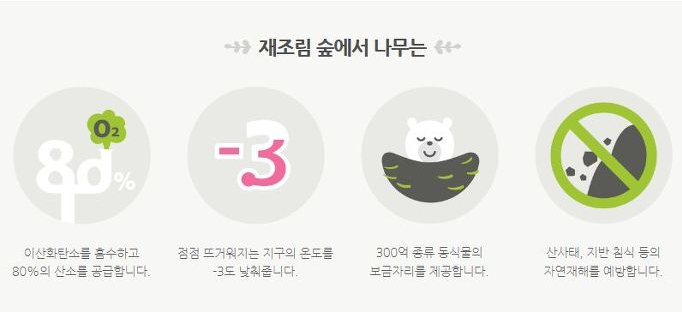 재조림 숲에서 나무는
80%
O2
-3
이산화탄소를 흡수하고
80%의 산소를 공급합니다.
점점 뜨거워지는 지구의 온도를
-3도 낮춰줍니다.
300억 종류 동식물의
보금자리를 제공합니다.
산사태, 지반 침식 등의
자연재해를 예방합니다.